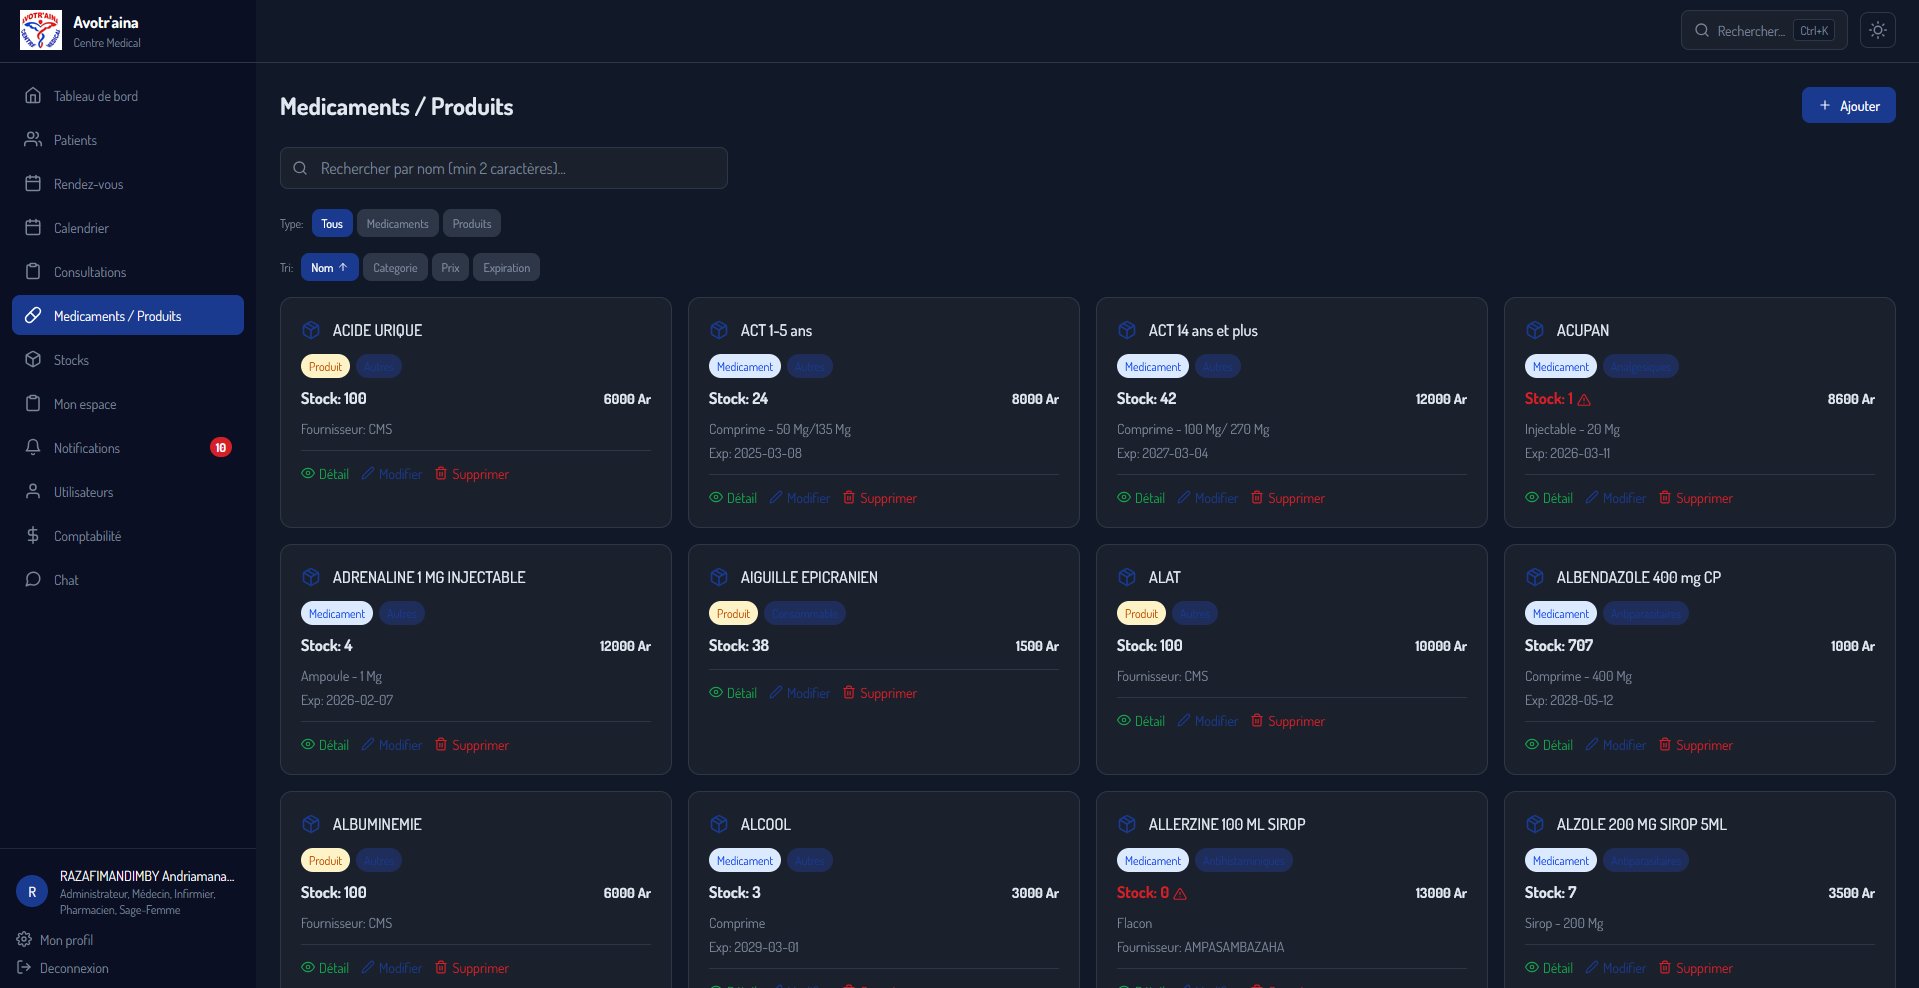 Avotr'aina
Centre Medical
Rechercher... Ctrl+K
Tableau de bord
Patients
Rendez-vous
Calendrier
Consultations
Medicaments / Produits
Stocks
Mon espace
Notifications 10
Utilisateurs
Comptabilité
Chat
RAZAFIMANDIMBY Andriamana...
Administrateur, Médecin, Infirmier,
Pharmacien, Sage-Femme
R
Mon profil
Deconnexion
Medicaments / Produits
Ajouter
Rechercher par nom (min 2 caractères)...
Type: Tous Medicaments Produits
Tri: Nom ↑ Categorie Prix Expiration
ACIDE URIQUE
Produit Autres
Stock: 100 6000 Ar
Fournisseur: CMS
Détail Modifier Supprimer
ACT 1-5 ans
Medicament Autres
Stock: 24 8000 Ar
Comprime - 50 Mg/135 Mg
Exp: 2025-03-08
Détail Modifier Supprimer
ACT 14 ans et plus
Medicament Autres
Stock: 42 12000 Ar
Comprime - 100 Mg/ 270 Mg
Exp: 2027-03-04
Détail Modifier Supprimer
ACUPAN
Medicament Analgesiques
Stock: 1 8600 Ar
Injectable - 20 Mg
Exp: 2026-03-11
Détail Modifier Supprimer
ADRENALINE 1 MG INJECTABLE
Medicament Autres
Stock: 4 12000 Ar
Ampoule - 1 Mg
Exp: 2026-02-07
Détail Modifier Supprimer
AIGUILLE EPICRANIEN
Produit Consommable
Stock: 38 1500 Ar
Détail Modifier Supprimer
ALAT
Produit Autres
Stock: 100 10000 Ar
Fournisseur: CMS
Détail Modifier Supprimer
ALBENDAZOLE 400 mg CP
Medicament Antiparasitaires
Stock: 707 1000 Ar
Comprime - 400 Mg
Exp: 2028-05-12
Détail Modifier Supprimer
ALBUMINEMIE
Produit Autres
Stock: 100 6000 Ar
Fournisseur: CMS
Détail Modifier Supprimer
ALCOOL
Medicament Autres
Stock: 3 3000 Ar
Comprime
Exp: 2029-03-01
ALLERZINE 100 ML SIROP
Medicament Antihistaminiques
Stock: 0 13000 Ar
Flacon
Fournisseur: AMPASAMBAZAHA
ALZOLE 200 MG SIROP 5ML
Medicament Antiparasitaires
Stock: 7 3500 Ar
Sirop - 200 Mg
Détail Modifier Supprimer